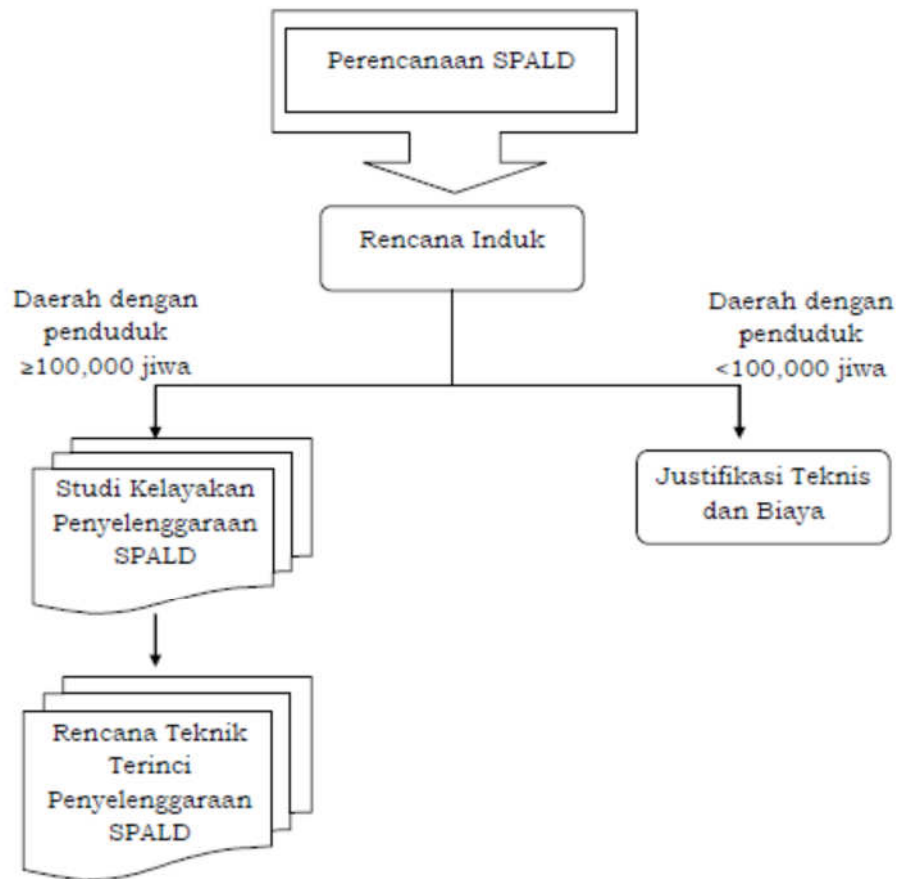 Perencanaan SPALD
Rencana Induk
Daerah dengan
penduduk
≥100,000 jiwa
Daerah dengan
penduduk
<100,000 jiwa
Studi Kelayakan
Penyelenggaraan
SPALD
Justifikasi Teknis
dan Biaya
Rencana Teknik
Terinci
Penyelenggaraan
SPALD